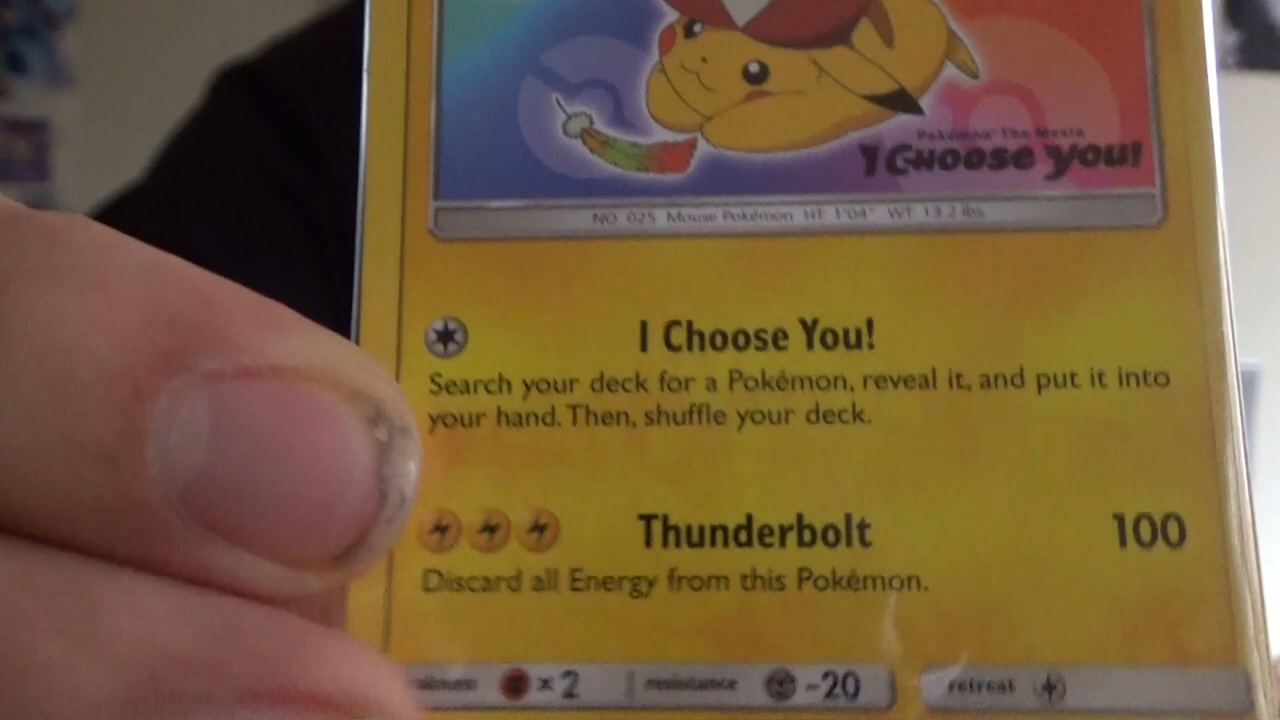 Pokémon The Movie
I CHOOSE YOU!
NO. 025 Mouse Pokémon HT: 1'04" WT: 13.2 lbs.
I Choose You!
Search your deck for a Pokémon, reveal it, and put it into
your hand. Then, shuffle your deck.
Thunderbolt 100
Discard all Energy from this Pokémon.
×2 resistance -20 retreat